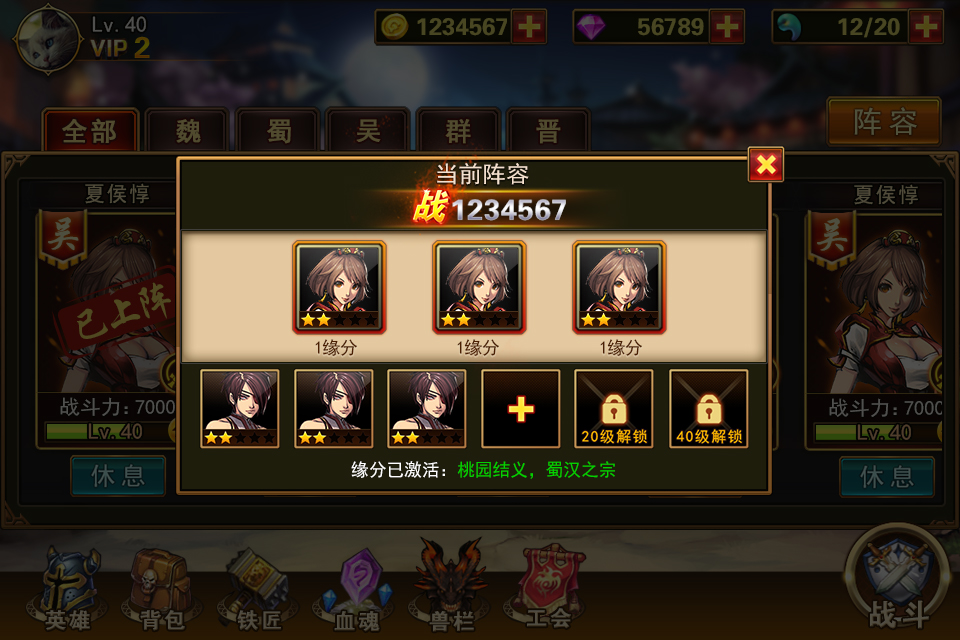 Lv. 40
VIP 2
1234567
56789
12/20
全部
魏
蜀
吴
群
晋
阵容
夏侯惇
吴
已上阵
战斗力：7000
Lv. 40
休息
当前阵容
战1234567
1缘分
1缘分
1缘分
20级解锁
40级解锁
缘分已激活：桃园结义，蜀汉之宗
夏侯惇
吴
战斗力：7000
Lv. 40
休息
英雄
背包
铁匠
血魂
兽栏
工会
战斗